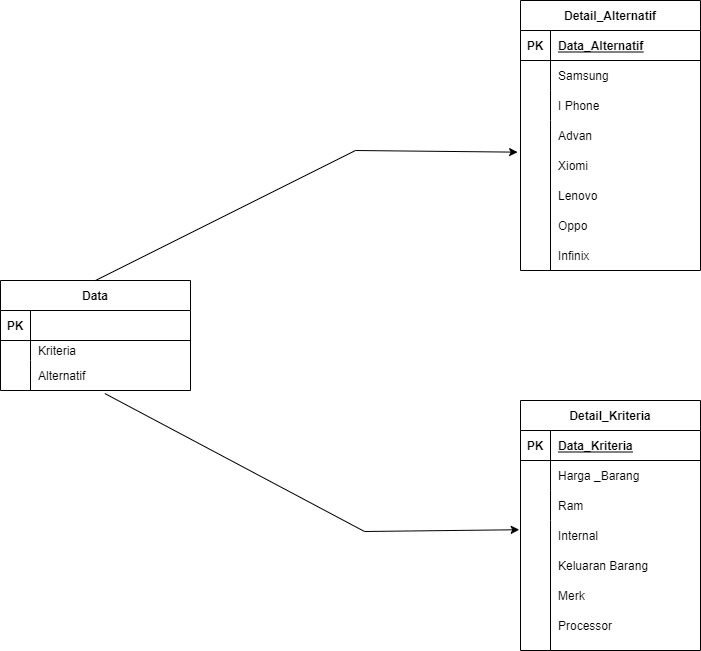 Detail_Alternatif
PK Data_Alternatif
Samsung
I Phone
Advan
Xiomi
Lenovo
Oppo
Infinix
Data
PK
Kriteria
Alternatif
Detail_Kriteria
PK Data_Kriteria
Harga _Barang
Ram
Internal
Keluaran Barang
Merk
Processor